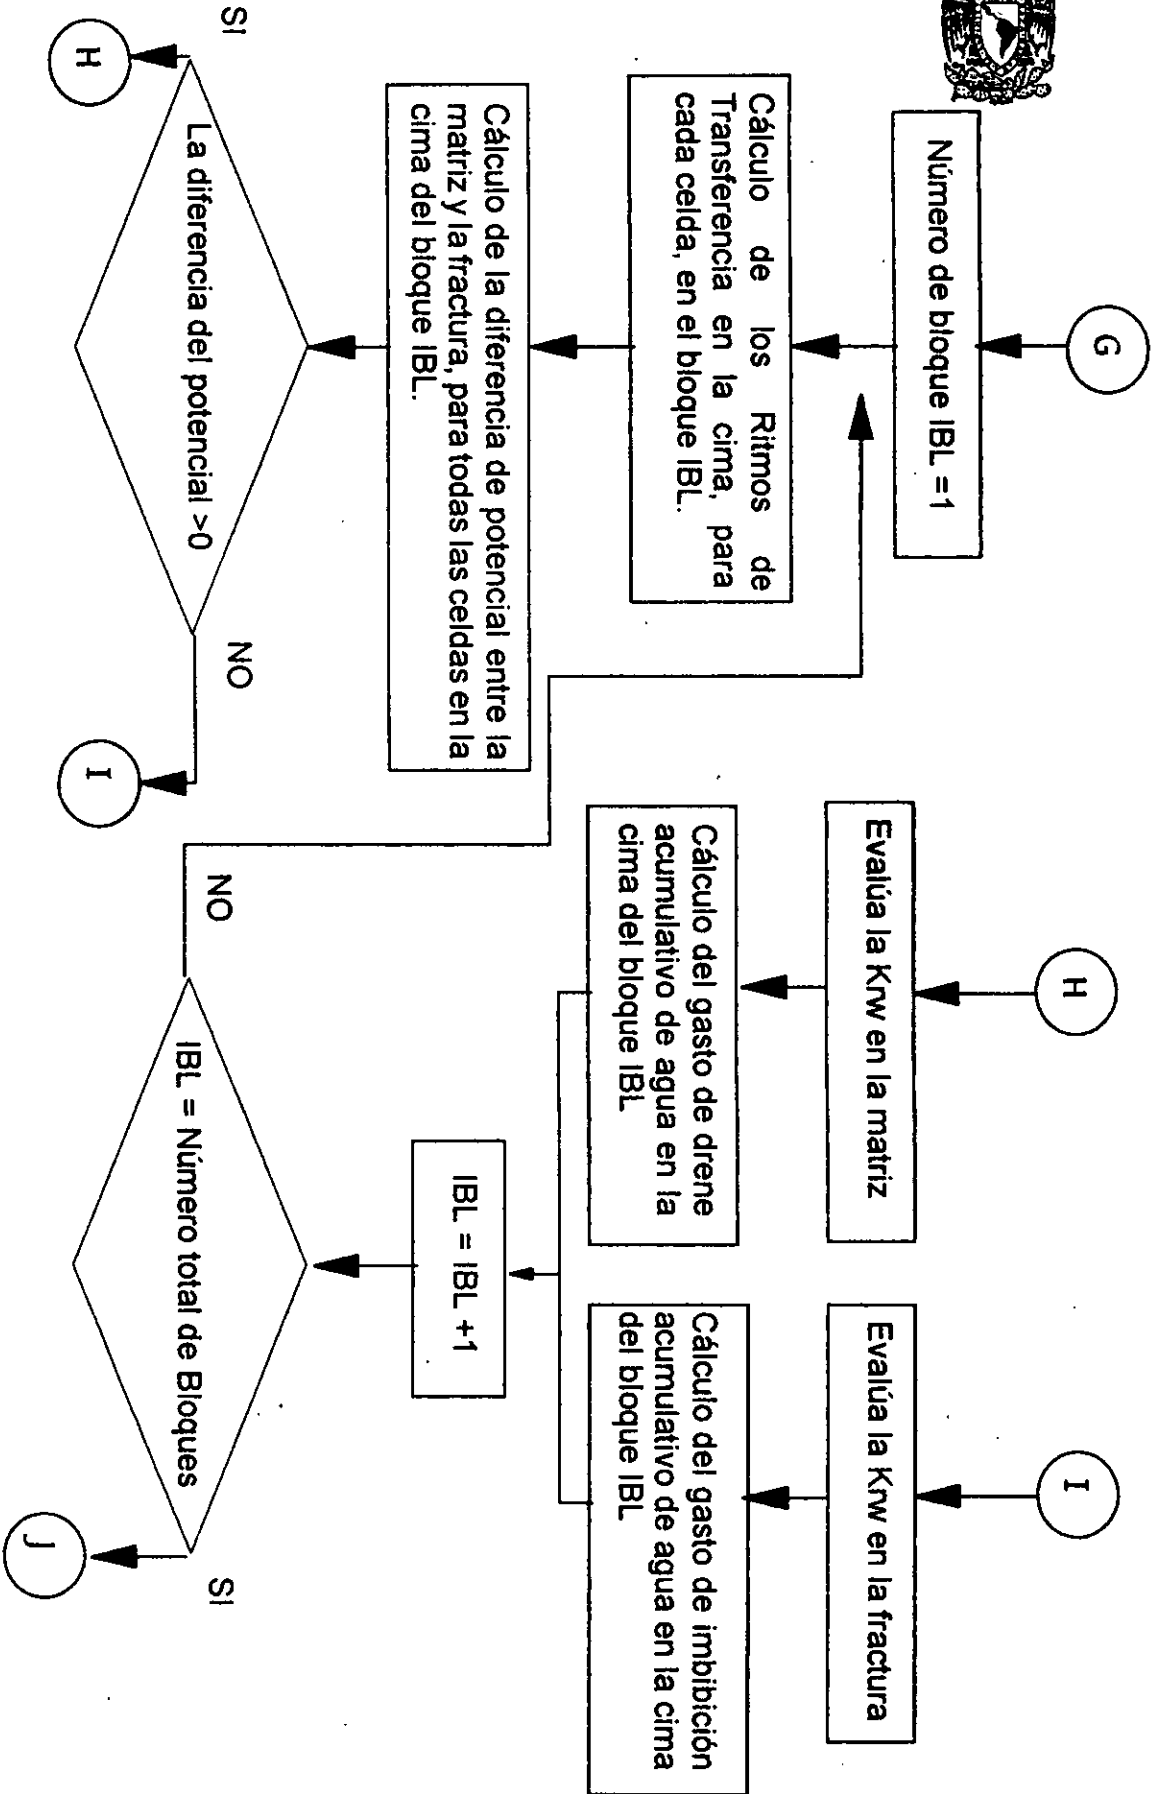 G
Número de bloque IBL =1
Cálculo de los Ritmos de
Transferencia en la cima, para
cada celda, en el bloque IBL.
Cálculo de la diferencia de potencial entre la
matriz y la fractura, para todas las celdas en la
cima del bloque IBL.
La diferencia del potencial >0
SI
NO
H
I
H
Evalúa la Krw en la matriz
Cálculo del gasto de drene
acumulativo de agua en la
cima del bloque IBL
I
Evalúa la Krw en la fractura
Cálculo del gasto de imbibición
acumulativo de agua en la cima
del bloque IBL
IBL = IBL +1
IBL = Número total de Bloques
NO
SI
J